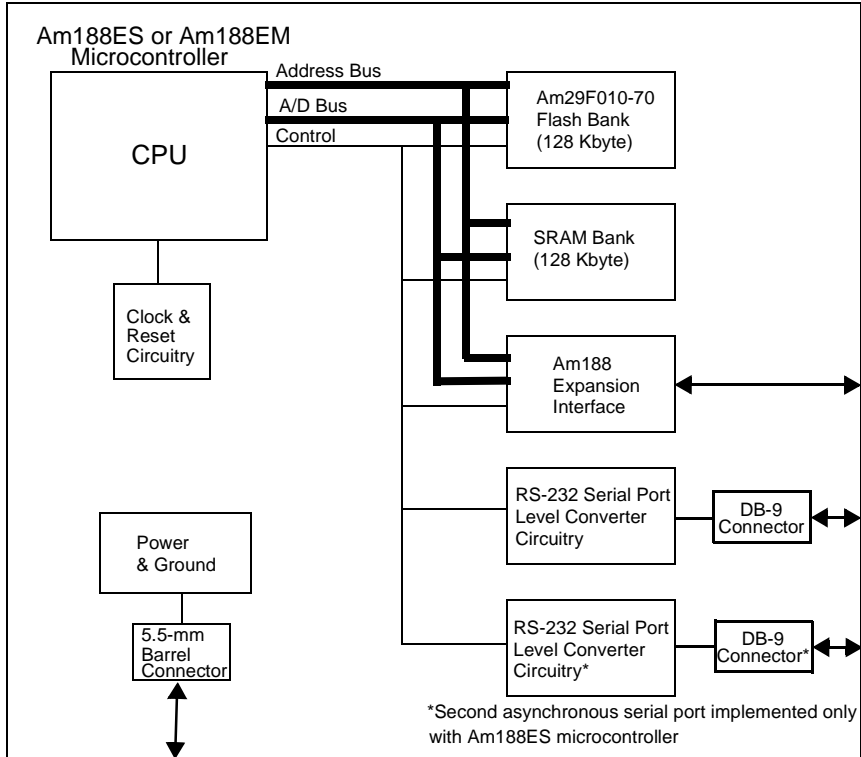 Am188ES or Am188EM
Microcontroller
CPU
Address Bus
A/D Bus
Control
Am29F010-70
Flash Bank
(128 Kbyte)
SRAM Bank
(128 Kbyte)
Clock &
Reset
Circuitry
Am188
Expansion
Interface
RS-232 Serial Port
Level Converter
Circuitry
DB-9
Connector
Power
& Ground
5.5-mm
Barrel
Connector
RS-232 Serial Port
Level Converter
Circuitry*
DB-9
Connector*
*Second asynchronous serial port implemented only
with Am188ES microcontroller